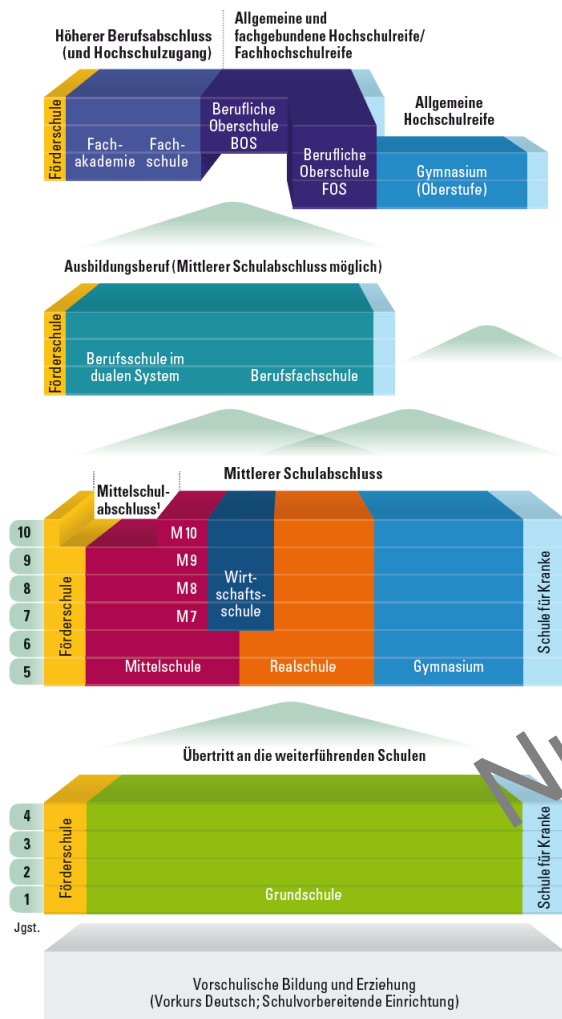 Höherer Berufsabschluss
(und Hochschulzugang)
Allgemeine und
fachgebundene Hochschulreife/
Fachhochschulreife
Allgemeine
Hochschulreife
Förderschule
Fach-
akademie
Fach-
schule
Berufliche
Oberschule
BOS
Berufliche
Oberschule
FOS
Gymnasium
(Oberstufe)
Ausbildungsberuf (Mittlerer Schulabschluss möglich)
Förderschule
Berufsschule im
dualen System
Berufsfachschule
Mittelschul-
abschluss¹
Mittlerer Schulabschluss
10
9
8
7
6
5
Förderschule
M 10
M 9
M 8
M 7
Wirt-
schafts-
schule
Mittelschule
Realschule
Gymnasium
Schule für Kranke
Übertritt an die weiterführenden Schulen
4
3
2
1
Jgst.
Förderschule
Grundschule
Schule für Kranke
Vorschulische Bildung und Erziehung
(Vorkurs Deutsch; Schulvorbereitende Einrichtung)